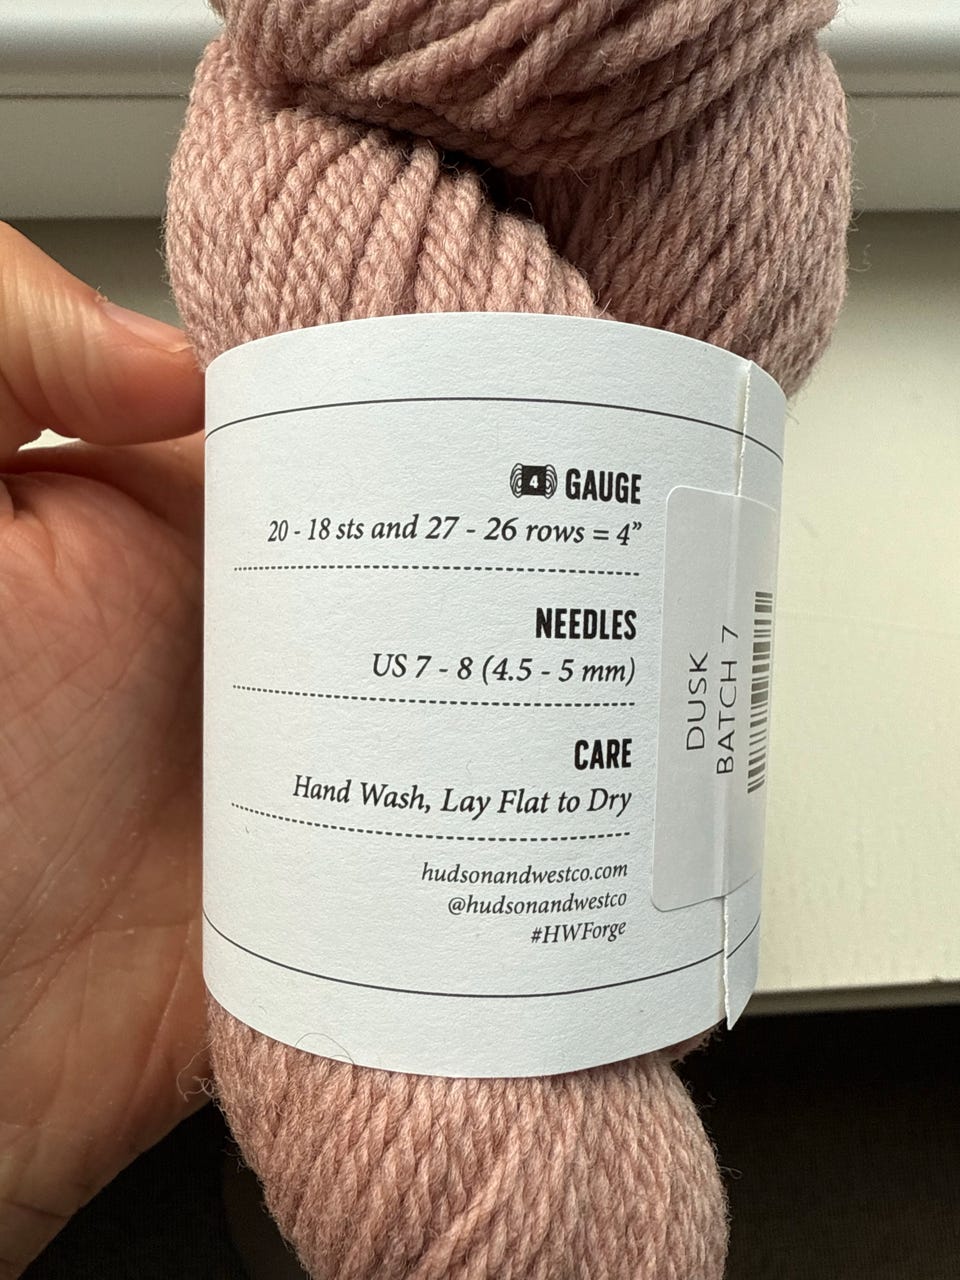 4 GAUGE
20 - 18 sts and 27 - 26 rows = 4”
NEEDLES
US 7 - 8 (4.5 - 5 mm)
CARE
Hand Wash, Lay Flat to Dry
hudsonandwestco.com
@hudsonandwestco
#HWForge
DUSK
BATCH 7